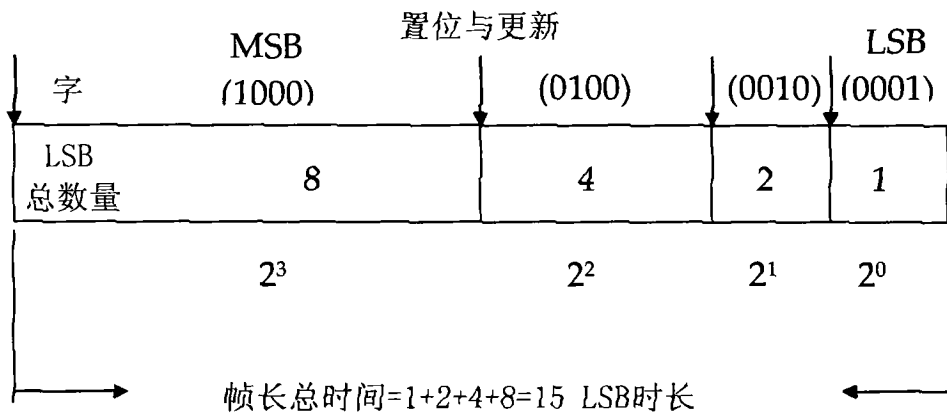 置位与更新
MSB LSB
字 (1000) (0100) (0010) (0001)
LSB
总数量 8 4 2 1
2³ 2² 2¹ 2⁰
帧长总时间=1+2+4+8=15 LSB时长